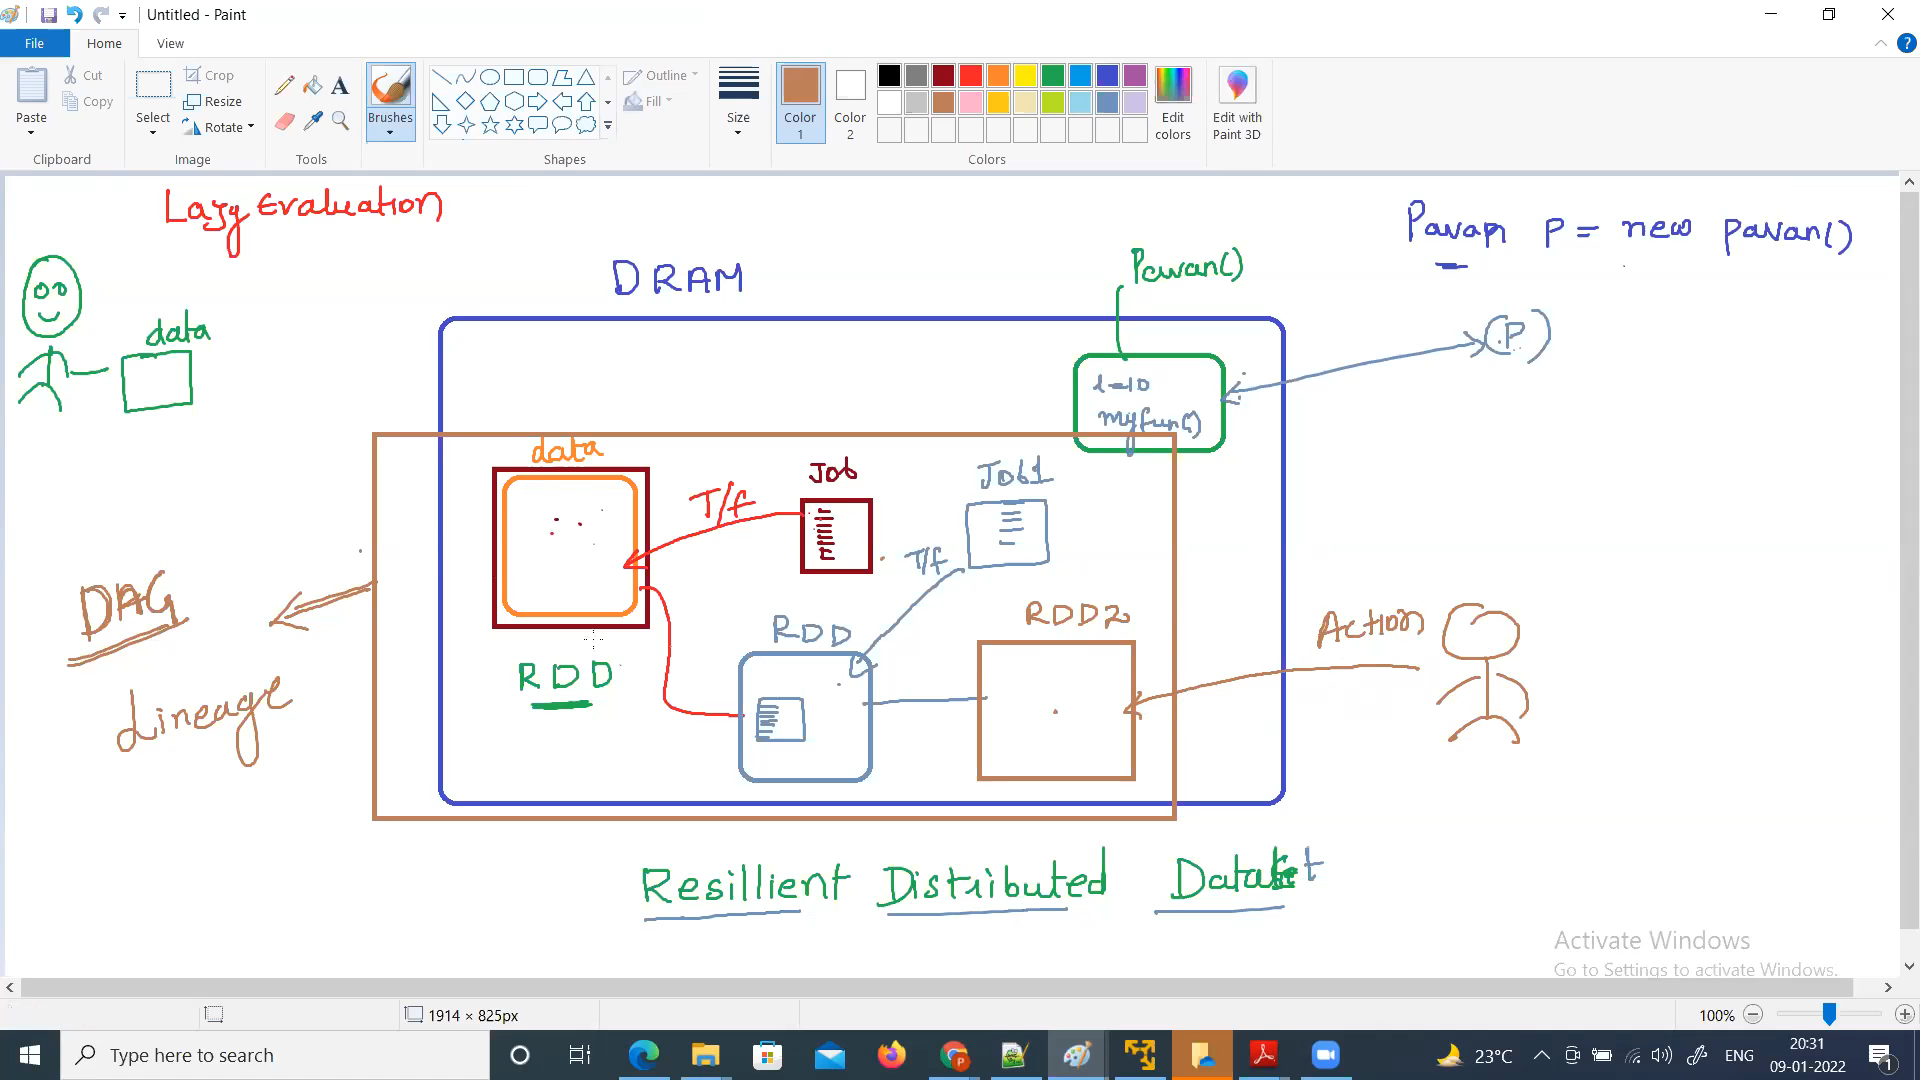 Untitled - Paint
File Home View
Paste
Cut
Copy
Clipboard
Select
Crop
Resize
Rotate
Image
Tools
Brushes
Shapes
Outline
Fill
Size
Color 1
Color 2
Edit colors
Colors
Edit with Paint 3D
Lazy Evaluation
Pavan P = new pavan()
DRAM
Pavan()
data
(P)
i=10
myfun()
data
Job
Job1
T/f
T/f
DAG
RDD
RDD2
Action
RDD
Lineage
Resillient Distributed Dataset
Activate Windows
Go to Settings to activate Windows.
1914 × 825px
100%
Type here to search
23°C
ENG
20:31
09-01-2022
1